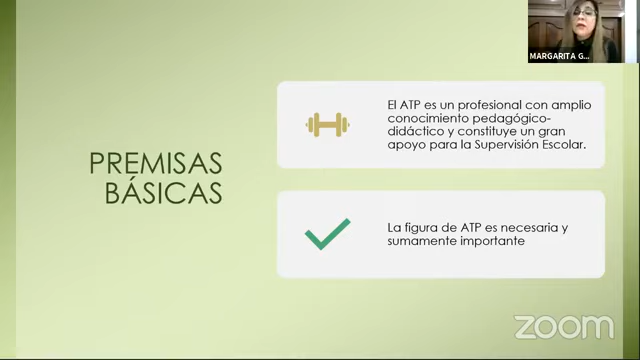 MARGARITA G...
El ATP es un profesional con amplio
conocimiento pedagógico-
didáctico y constituye un gran
apoyo para la Supervisión Escolar.
PREMISAS
BÁSICAS
La figura de ATP es necesaria y
sumamente importante
zoom